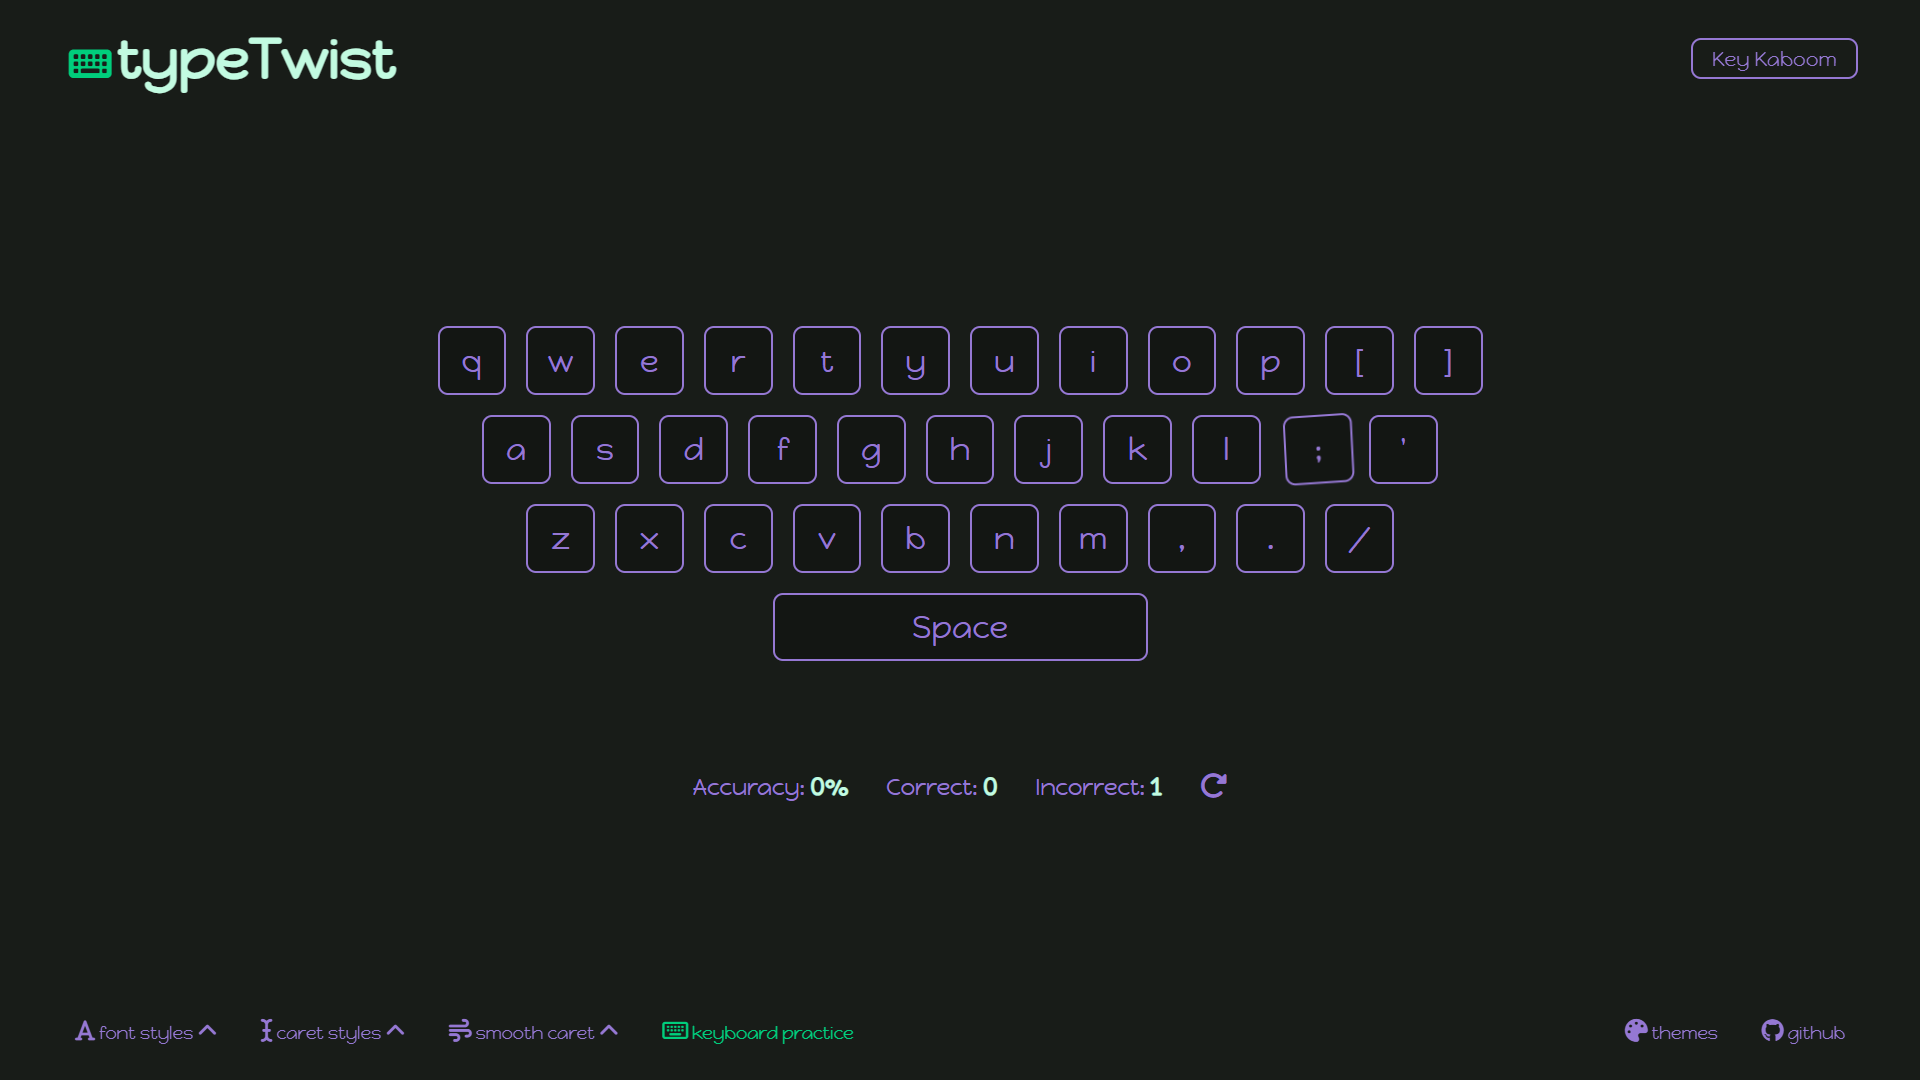 typeTwist
Key Kaboom
q w e r t y u i o p [ ]
a s d f g h j k l ; '
z x c v b n m , . /
Space
Accuracy: 0% Correct: 0 Incorrect: 1
font styles caret styles smooth caret keyboard practice themes github